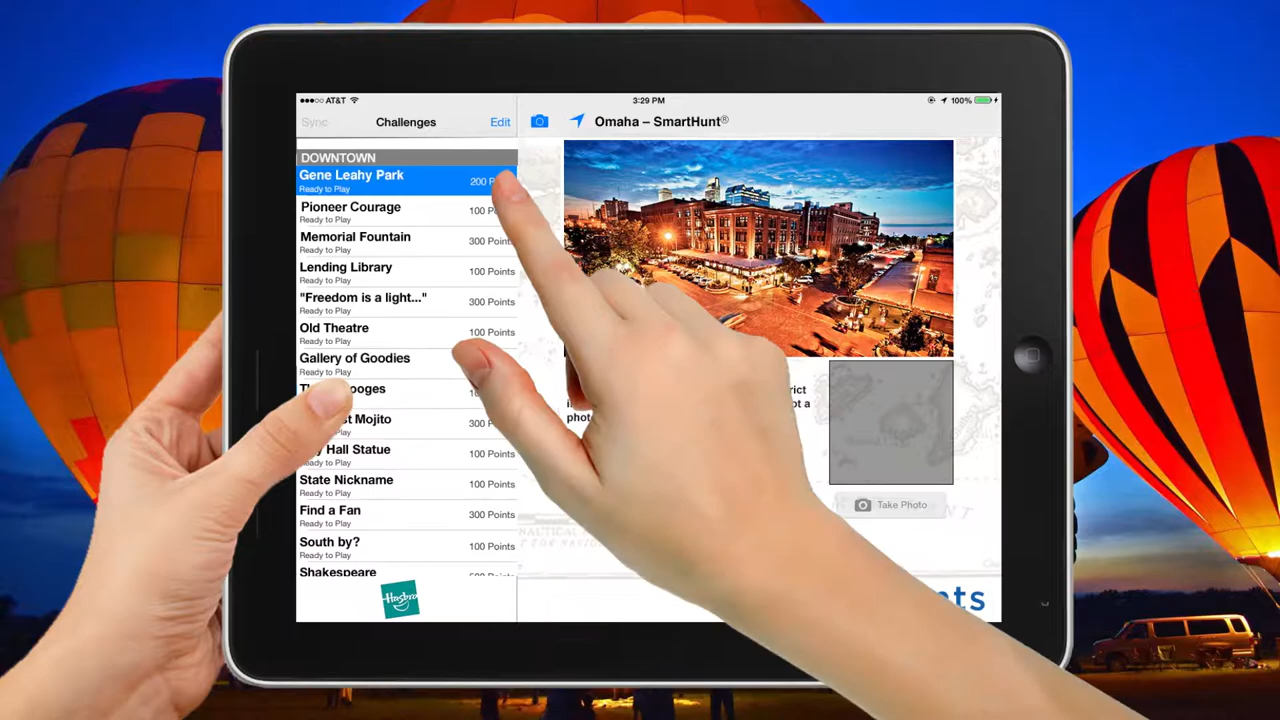 AT&T
3:29 PM
100%
Sync
Challenges
Edit
Omaha – SmartHunt®
DOWNTOWN
Gene Leahy Park
200
Ready to Play
Pioneer Courage
100
Ready to Play
Memorial Fountain
300
Ready to Play
Lending Library
100 Points
Ready to Play
"Freedom is a light..."
300 Points
Ready to Play
Old Theatre
100 Points
Ready to Play
Gallery of Goodies
Ready to Play
Play
Mojito
300
Play
Hall Statue
100 Points
Ready to Play
State Nickname
100 Points
Ready to Play
Find a Fan
300 Points
Ready to Play
South by?
100 Points
Ready to Play
Shakespeare
Take Photo
Hasbro